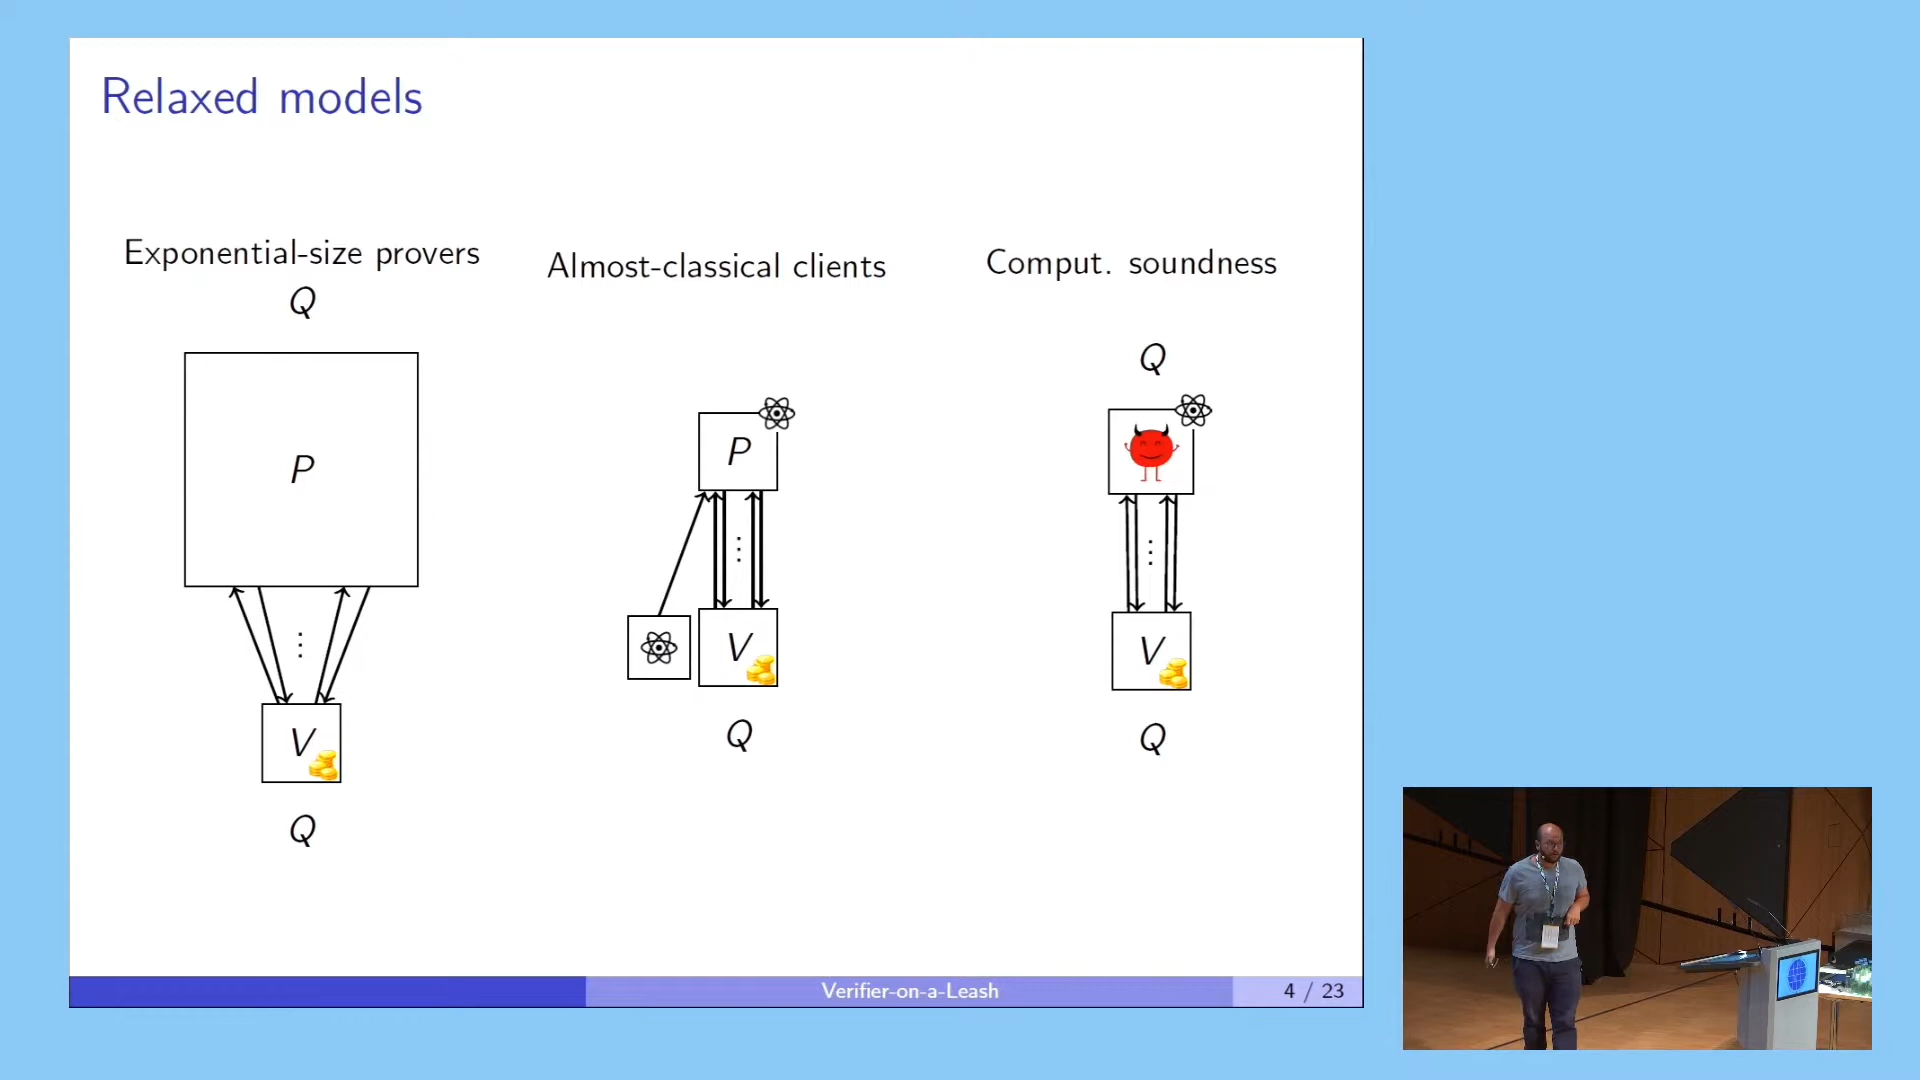 Relaxed models
Exponential-size provers
Q
P
⋮
V
Q
Almost-classical clients
P
⋮
V
Q
Comput. soundness
Q
⋮
V
Q
Verifier-on-a-Leash
4 / 23